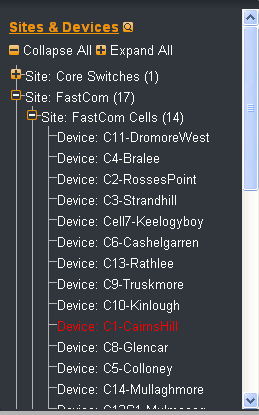 Sites & Devices
Collapse All Expand All
Site: Core Switches (1)
Site: FastCom (17)
Site: FastCom Cells (14)
Device: C11-DromoreWest
Device: C4-Bralee
Device: C2-RossesPoint
Device: C3-Strandhill
Device: Cell7-Keelogyboy
Device: C6-Cashelgarren
Device: C13-Rathlee
Device: C9-Truskmore
Device: C10-Kinlough
Device: C1-CairnsHill
Device: C8-Glencar
Device: C5-Colloney
Device: C14-Mullaghmore